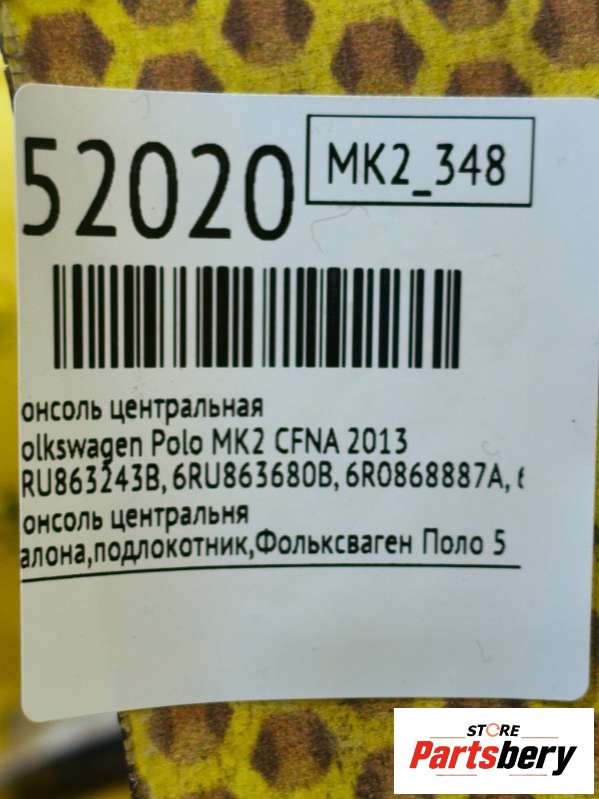 52020
MK2_348
онсоль центральная
olkswagen Polo MK2 CFNA 2013
RU863243B, 6RU863680B, 6R0868887A, 6
онсоль центральня
алона,подлокотник,Фольксваген Поло 5
STORE
Partsbery